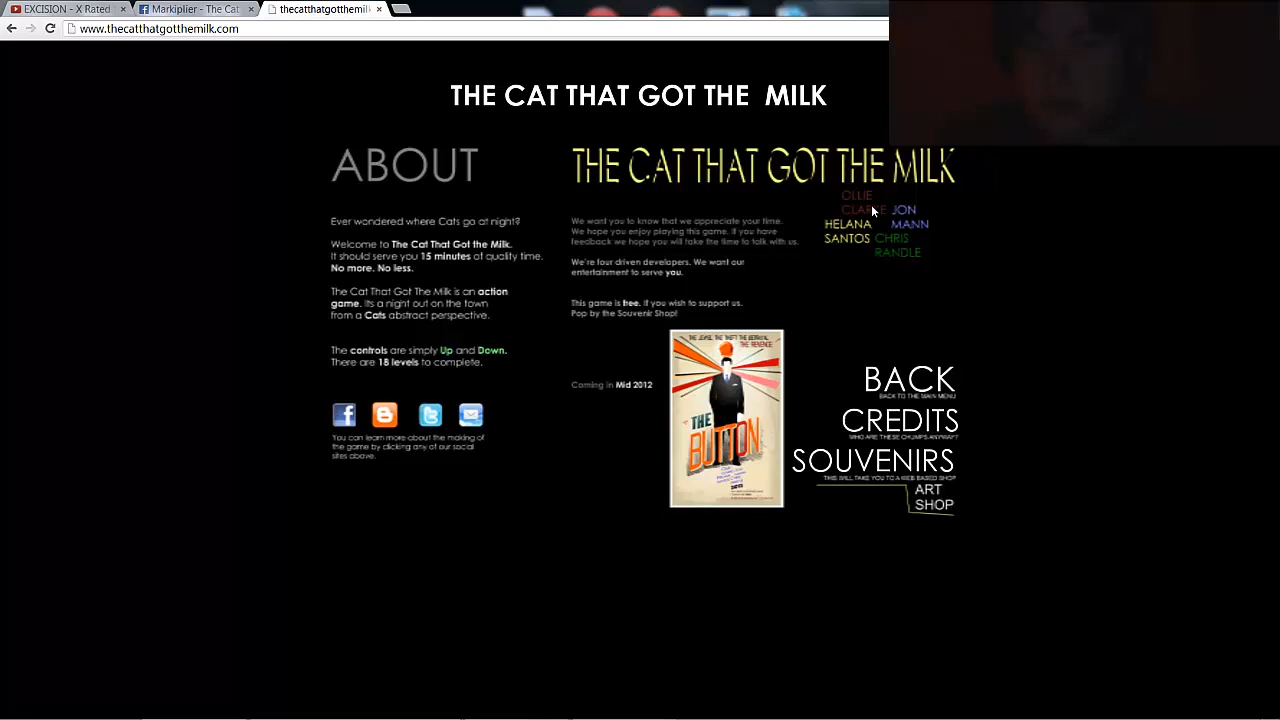 EXCISION - X Rated
Markiplier - The Cat
thecatthatgotthemilk
www.thecatthatgotthemilk.com
THE CAT THAT GOT THE MILK
ABOUT
Ever wondered where Cats go at night?
Welcome to The Cat That Got the Milk.
It should serve you 15 minutes of quality time.
No more. No less.
The Cat That Got The Milk is an action
game. Its a night out on the town
from a Cats abstract perspective.
The controls are simply Up and Down.
There are 18 levels to complete.
You can learn more about the making of
the game by clicking any of our social
sites above.
THE CAT THAT GOT THE MILK
OLLIE
CLARKE JON
HELANA MANN
SANTOS CHRIS
RANDLE
We want you to know that we appreciate your time.
We hope you enjoy playing this game. If you have
feedback we hope you will take the time to talk with us.
We're four driven developers. We want our
entertainment to serve you.
This game is free. If you wish to support us.
Pop by the Souvenir Shop!
Coming in Mid 2012
THE JEWEL. THE THEFT. THE BETRAYAL.
THE REVENGE
THE
BUTTON
BACK
BACK TO THE MAIN MENU
CREDITS
WHO ARE THESE CHUMPS ANYWAY?
SOUVENIRS
THIS WILL TAKE YOU TO A WEB BASED SHOP
ART
SHOP